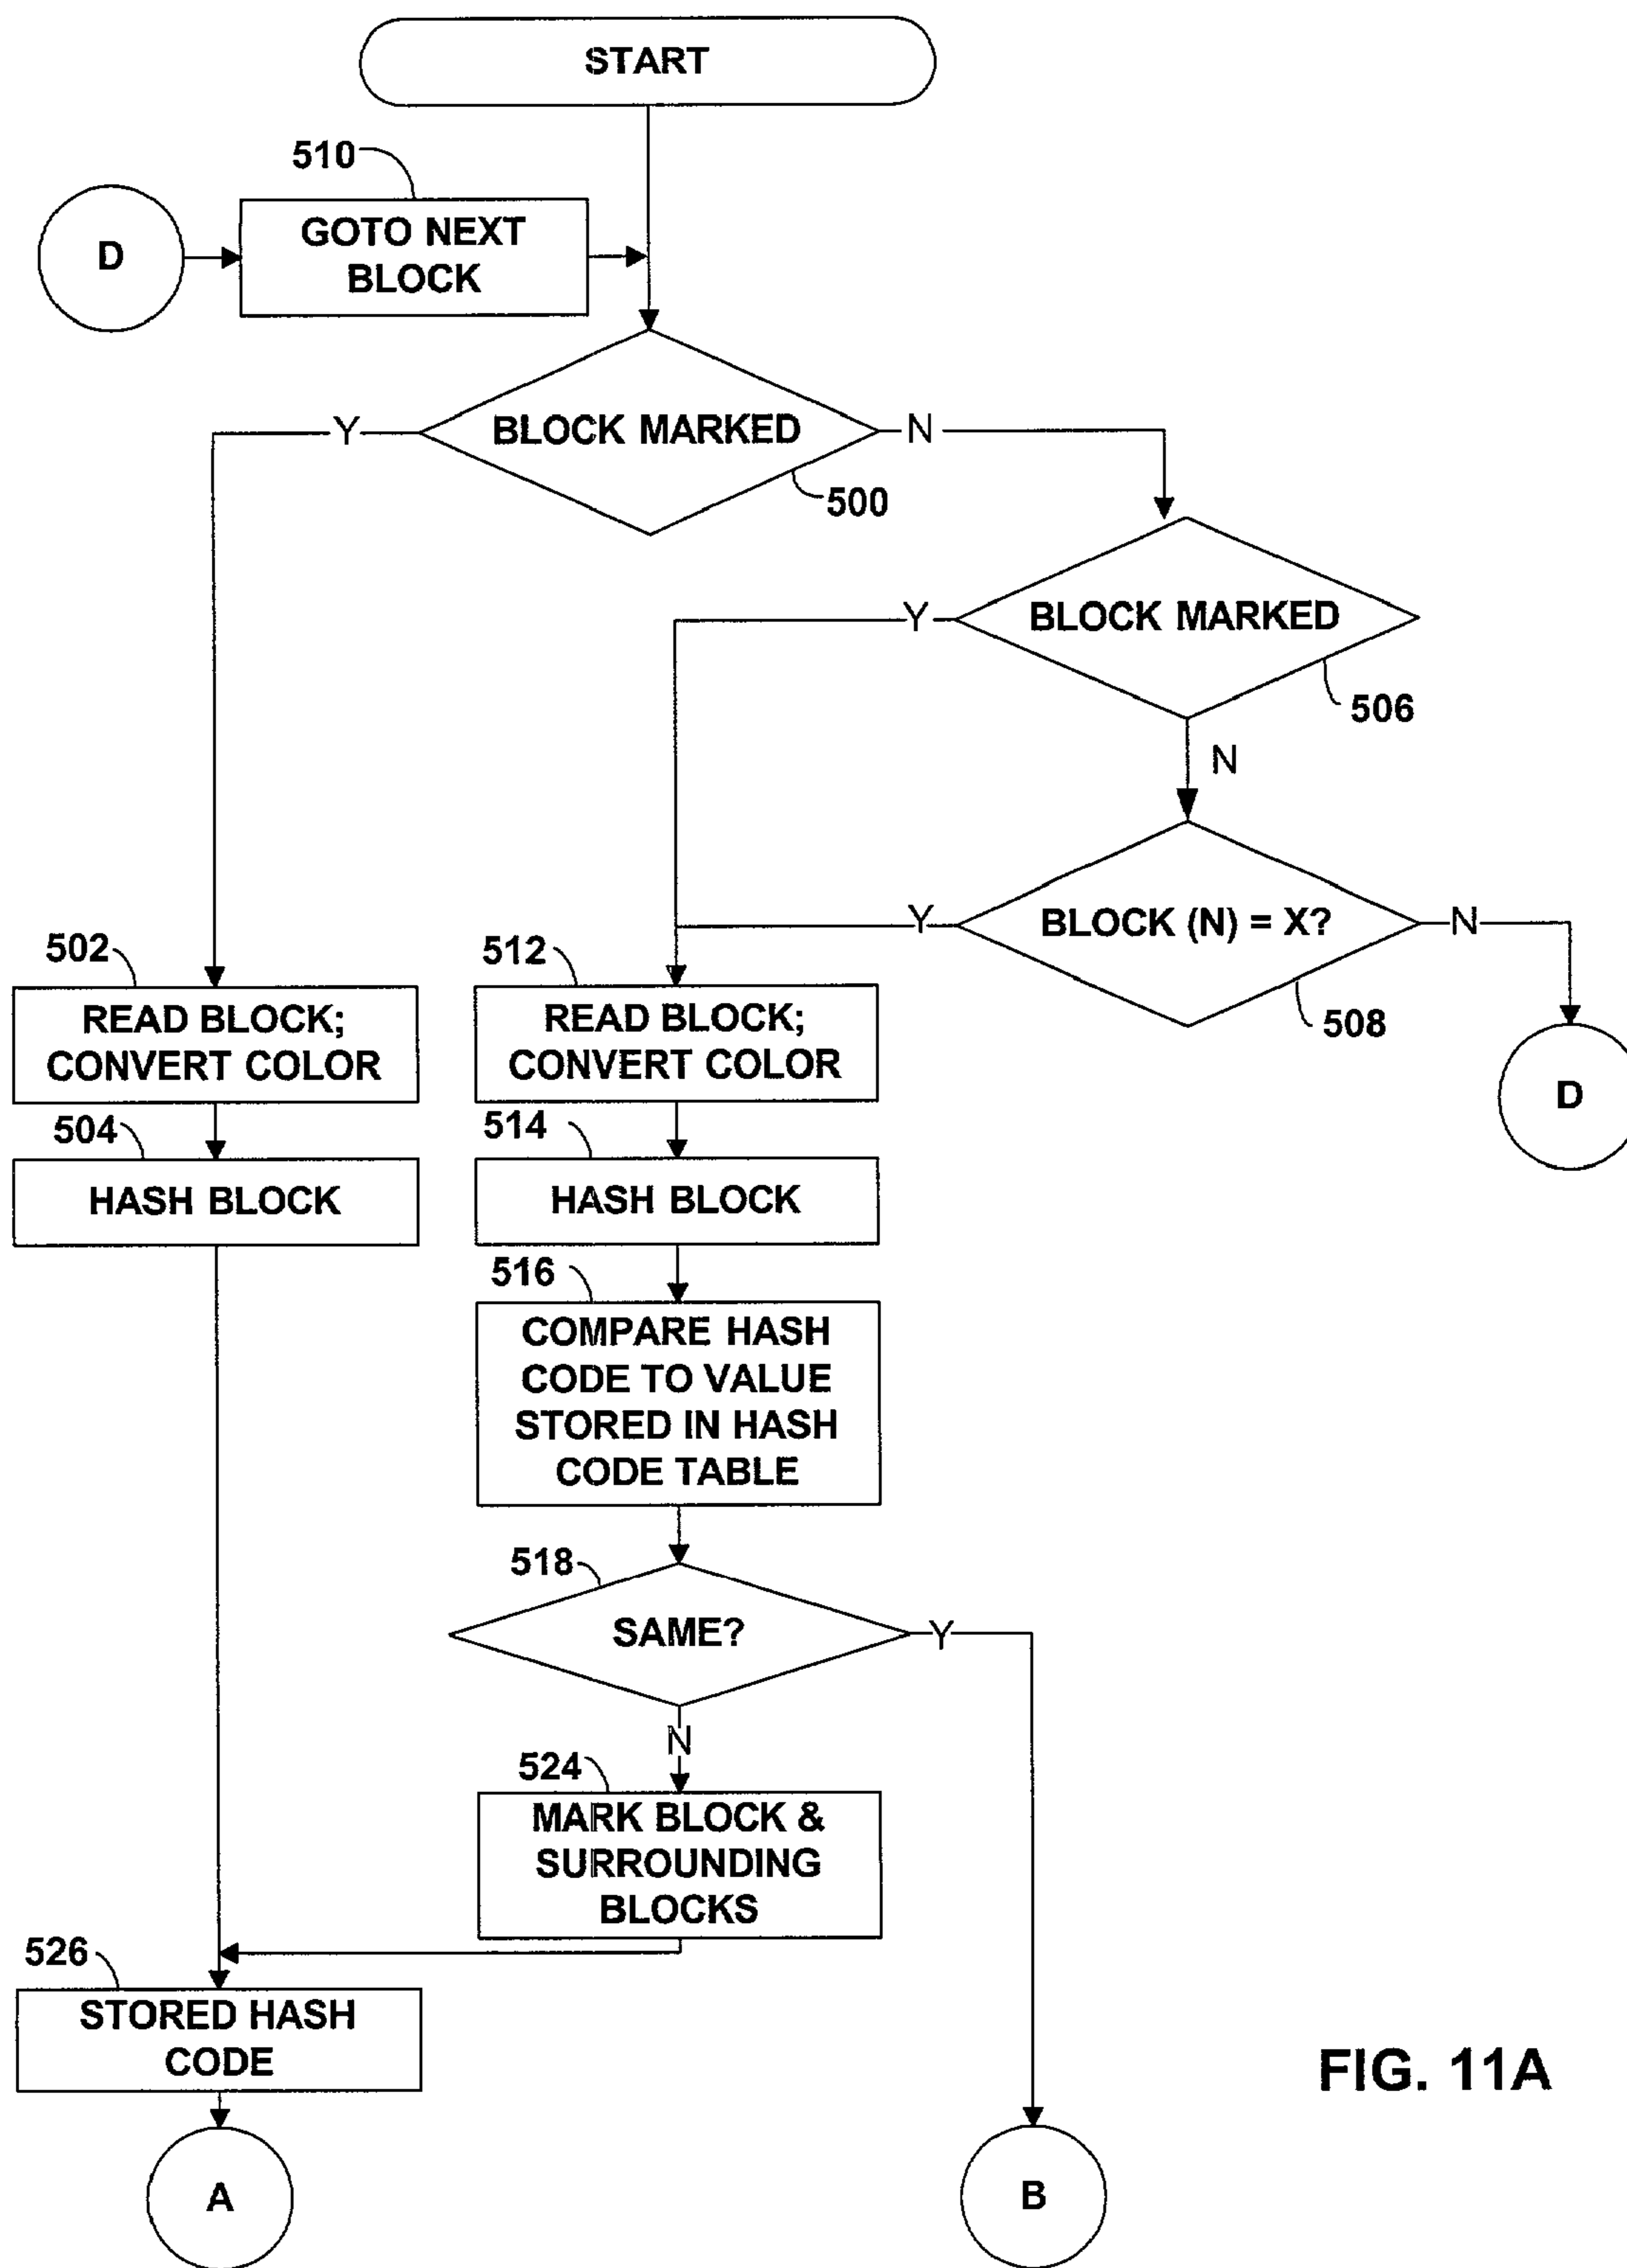 START
510
D
GOTO NEXT
BLOCK
Y
BLOCK MARKED
N
500
Y
BLOCK MARKED
506
N
Y
BLOCK (N) = X?
N
508
D
502
READ BLOCK;
CONVERT COLOR
512
READ BLOCK;
CONVERT COLOR
504
HASH BLOCK
514
HASH BLOCK
516
COMPARE HASH
CODE TO VALUE
STORED IN HASH
CODE TABLE
518
SAME?
Y
N
524
MARK BLOCK &
SURROUNDING
BLOCKS
526
STORED HASH
CODE
A
B
FIG. 11A